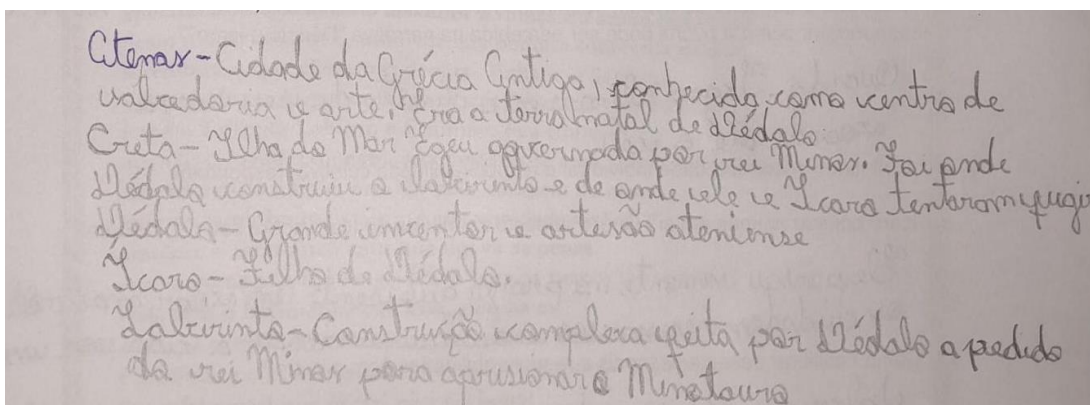 Atenas - Cidade da Grécia Antiga, conhecida como centro de
sabedoria e arte. Era a terra natal de Dédalo.
Creta - Ilha do Mar Egeu governada por rei Minos. Foi onde
Dédalo construiu o labirinto e de onde ele e Ícaro tentaram fugir
Dédalo - Grande inventor e artesão ateniense
Ícaro - Filho de Dédalo.
Labirinto - Construção complexa feita por Dédalo a pedido
do rei Minos para aprisionar o Minotauro